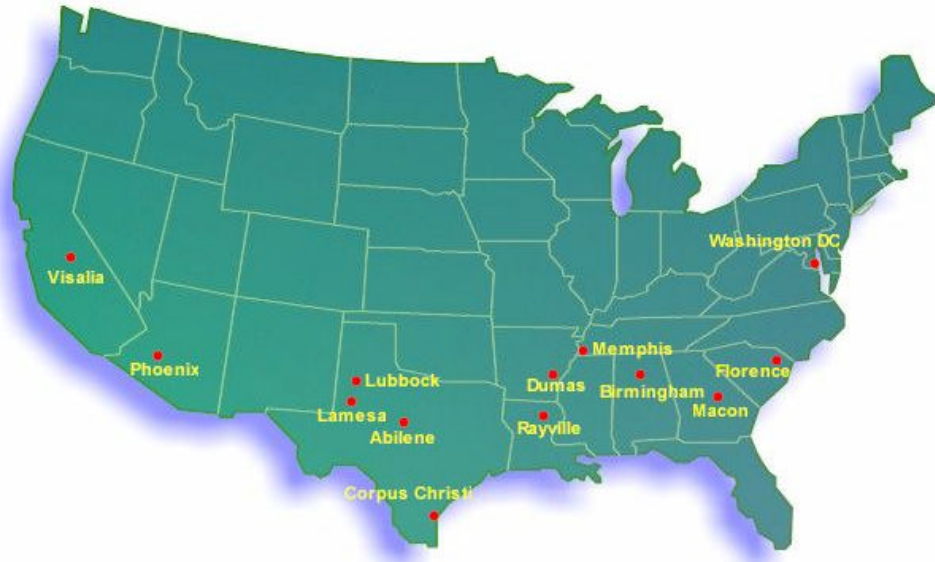 Washington DC
Visalia
Memphis
Phoenix
Lubbock
Dumas
Birmingham
Florence
Lamesa
Macon
Abilene
Rayville
Corpus Christi